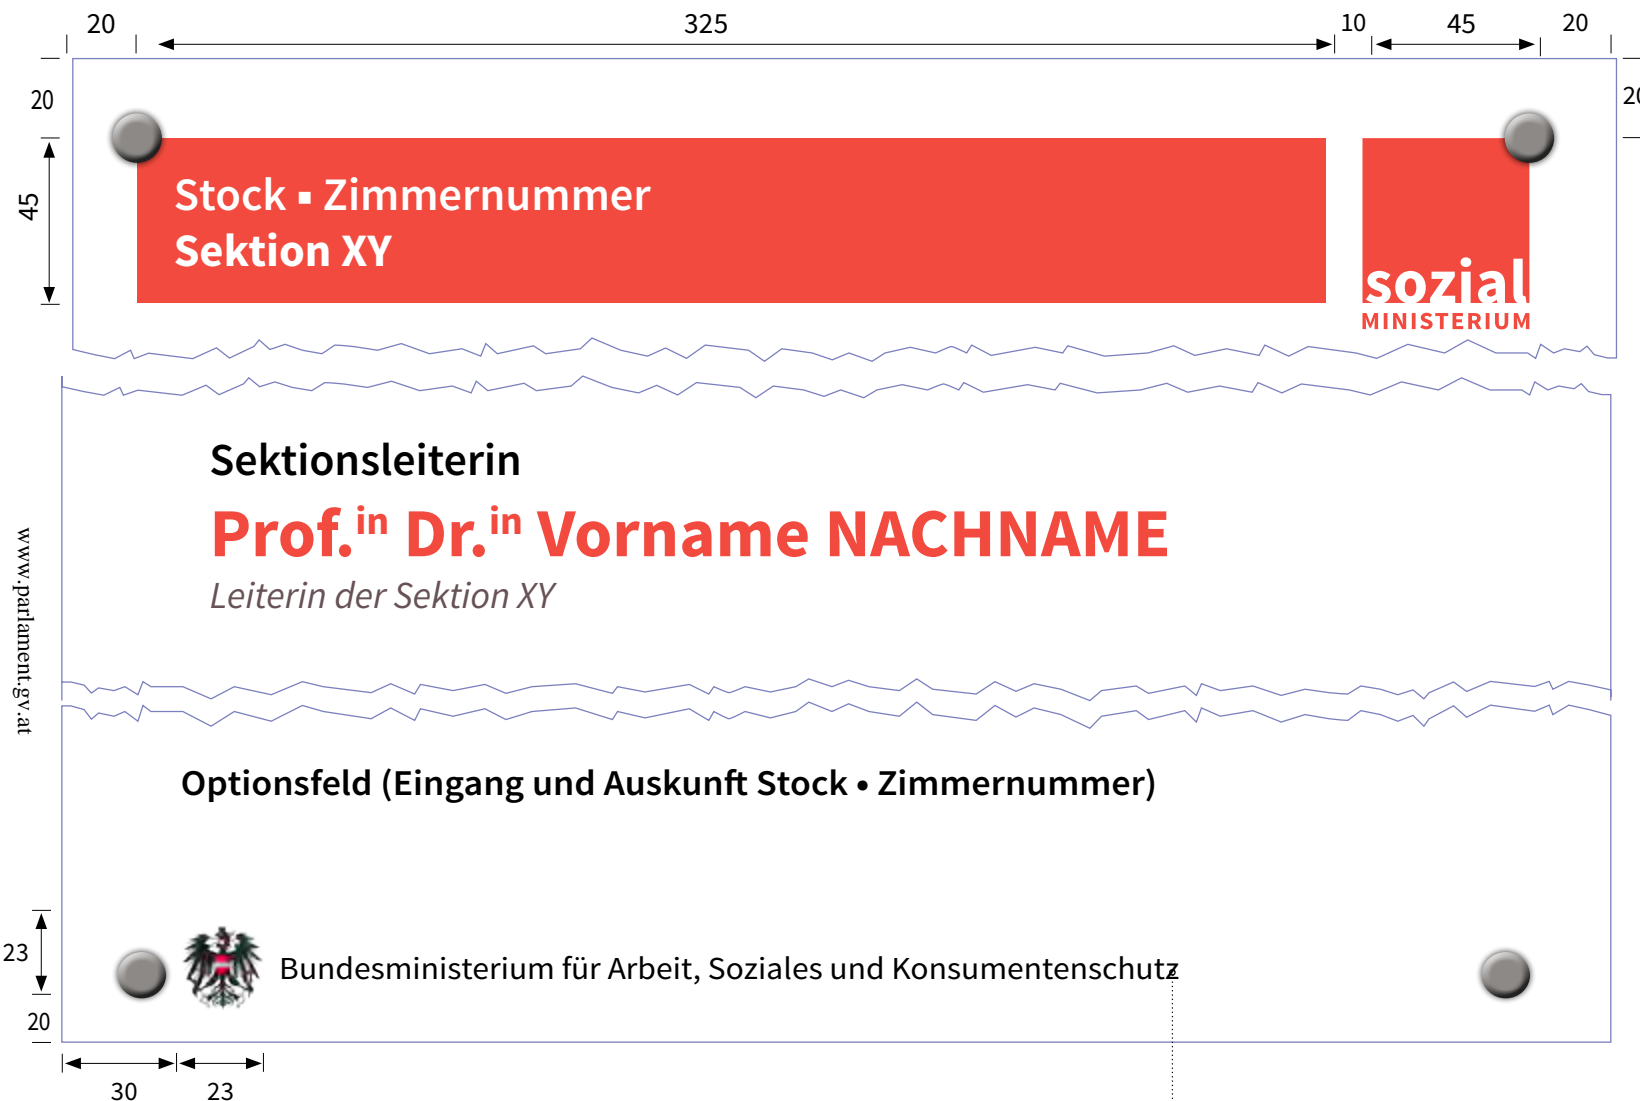 20 325 10 45 20
20
20
45
Stock ▪ Zimmernummer
Sektion XY
sozial
MINISTERIUM
Sektionsleiterin
Prof.in Dr.in Vorname NACHNAME
Leiterin der Sektion XY
www.parlament.gv.at
Optionsfeld (Eingang und Auskunft Stock • Zimmernummer)
23
Bundesministerium für Arbeit, Soziales und Konsumentenschutz
20
30 23